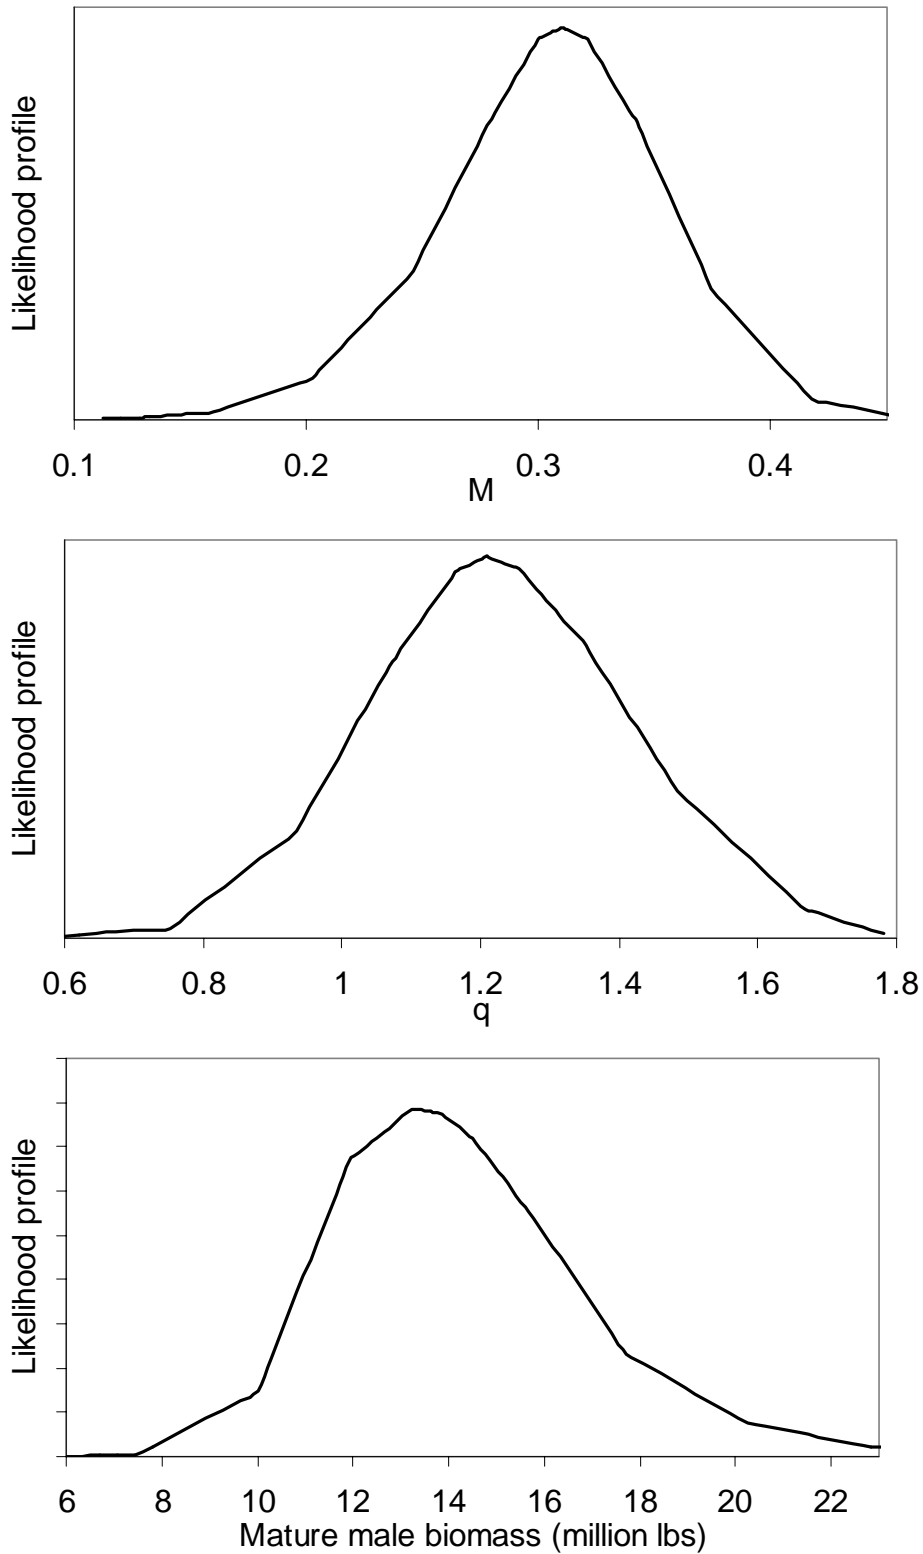 Likelihood profile
0.1 0.2 0.3 0.4
M
Likelihood profile
0.6 0.8 1 1.2 1.4 1.6 1.8
q
Likelihood profile
6 8 10 12 14 16 18 20 22
Mature male biomass (million lbs)